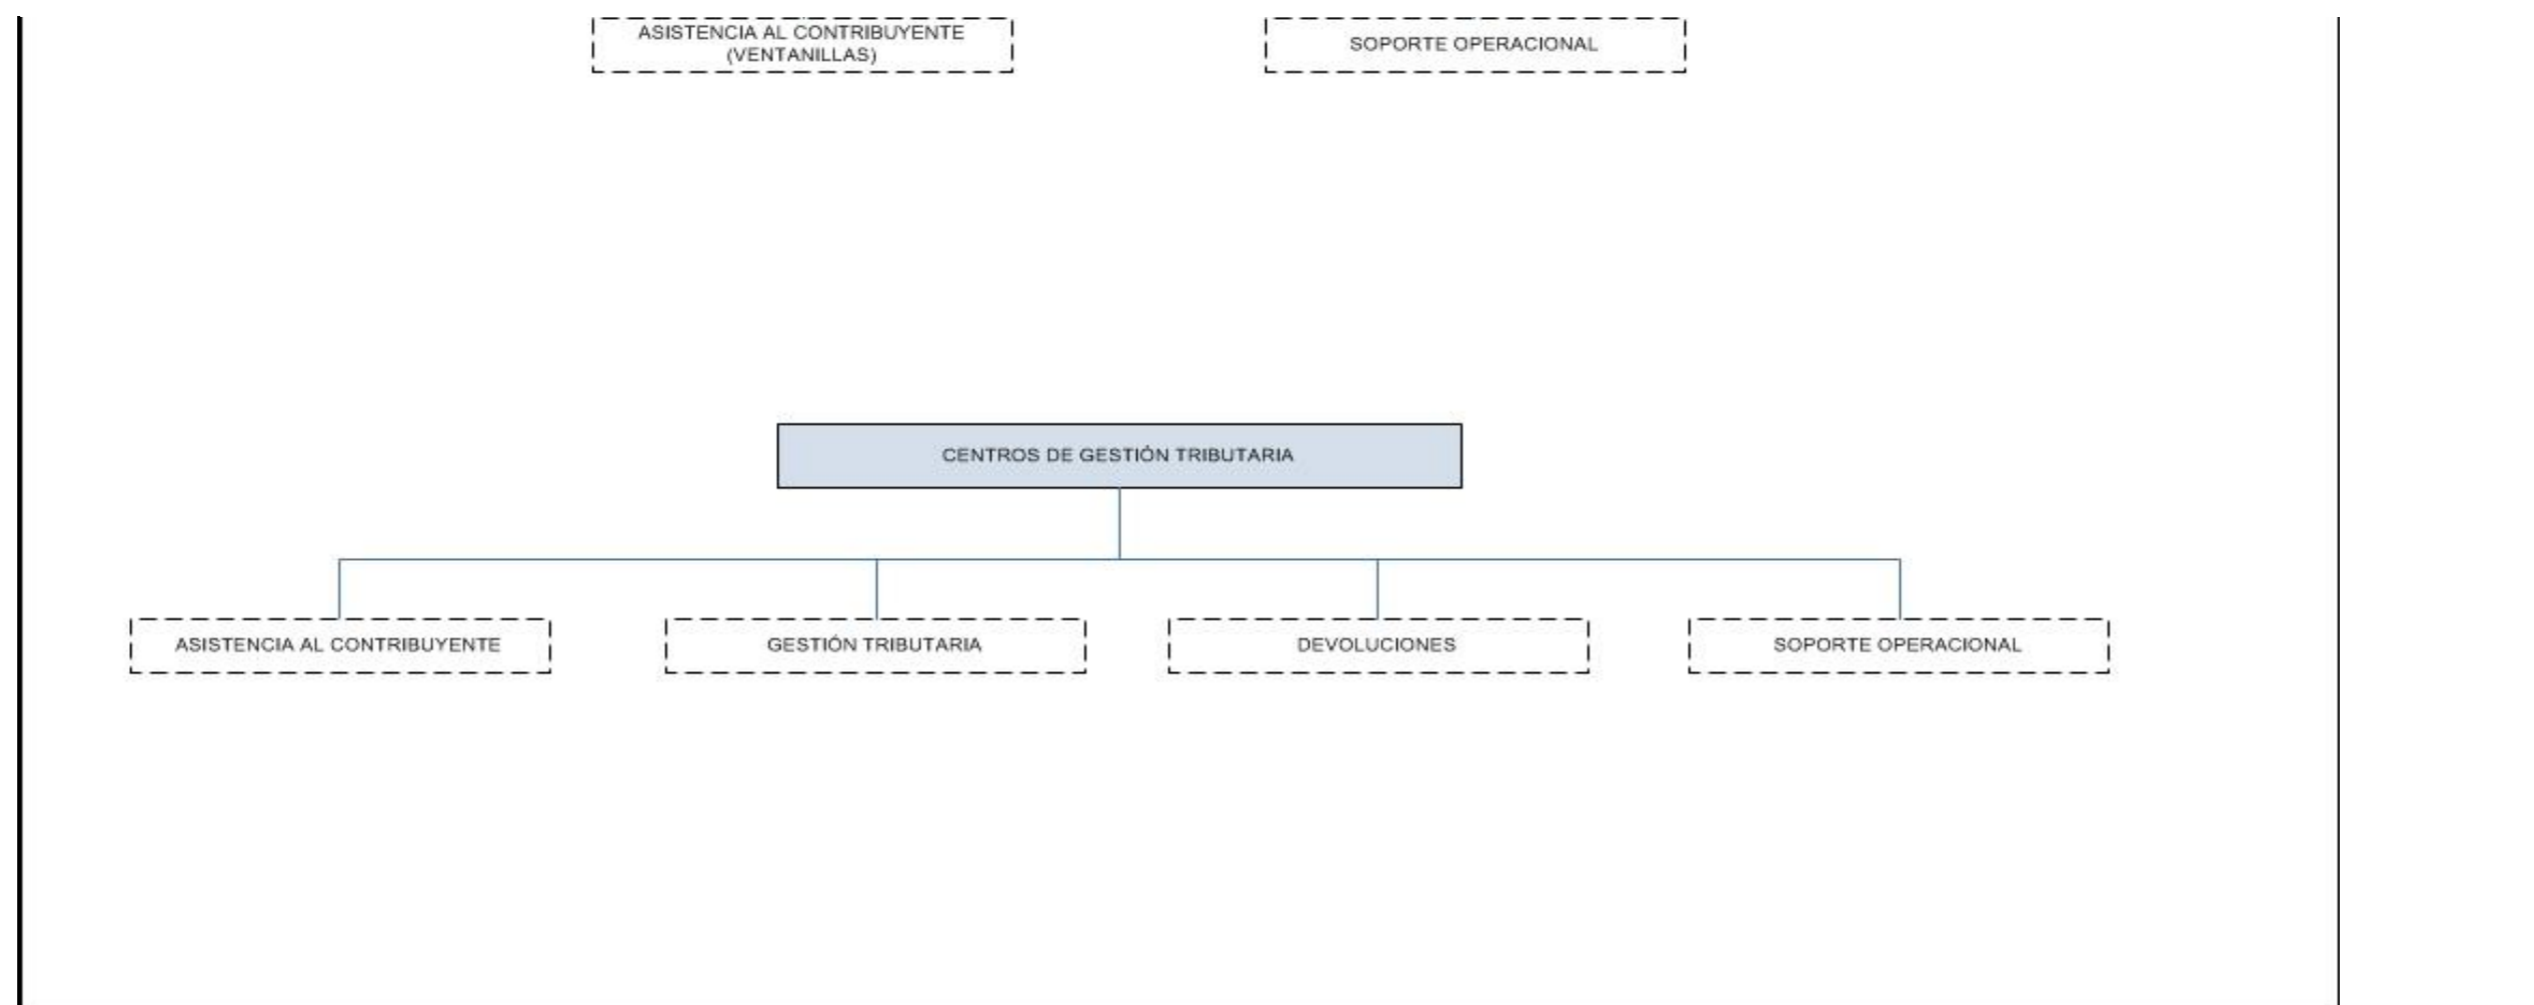 ASISTENCIA AL CONTRIBUYENTE
(VENTANILLAS)
SOPORTE OPERACIONAL
CENTROS DE GESTIÓN TRIBUTARIA
ASISTENCIA AL CONTRIBUYENTE
GESTIÓN TRIBUTARIA
DEVOLUCIONES
SOPORTE OPERACIONAL